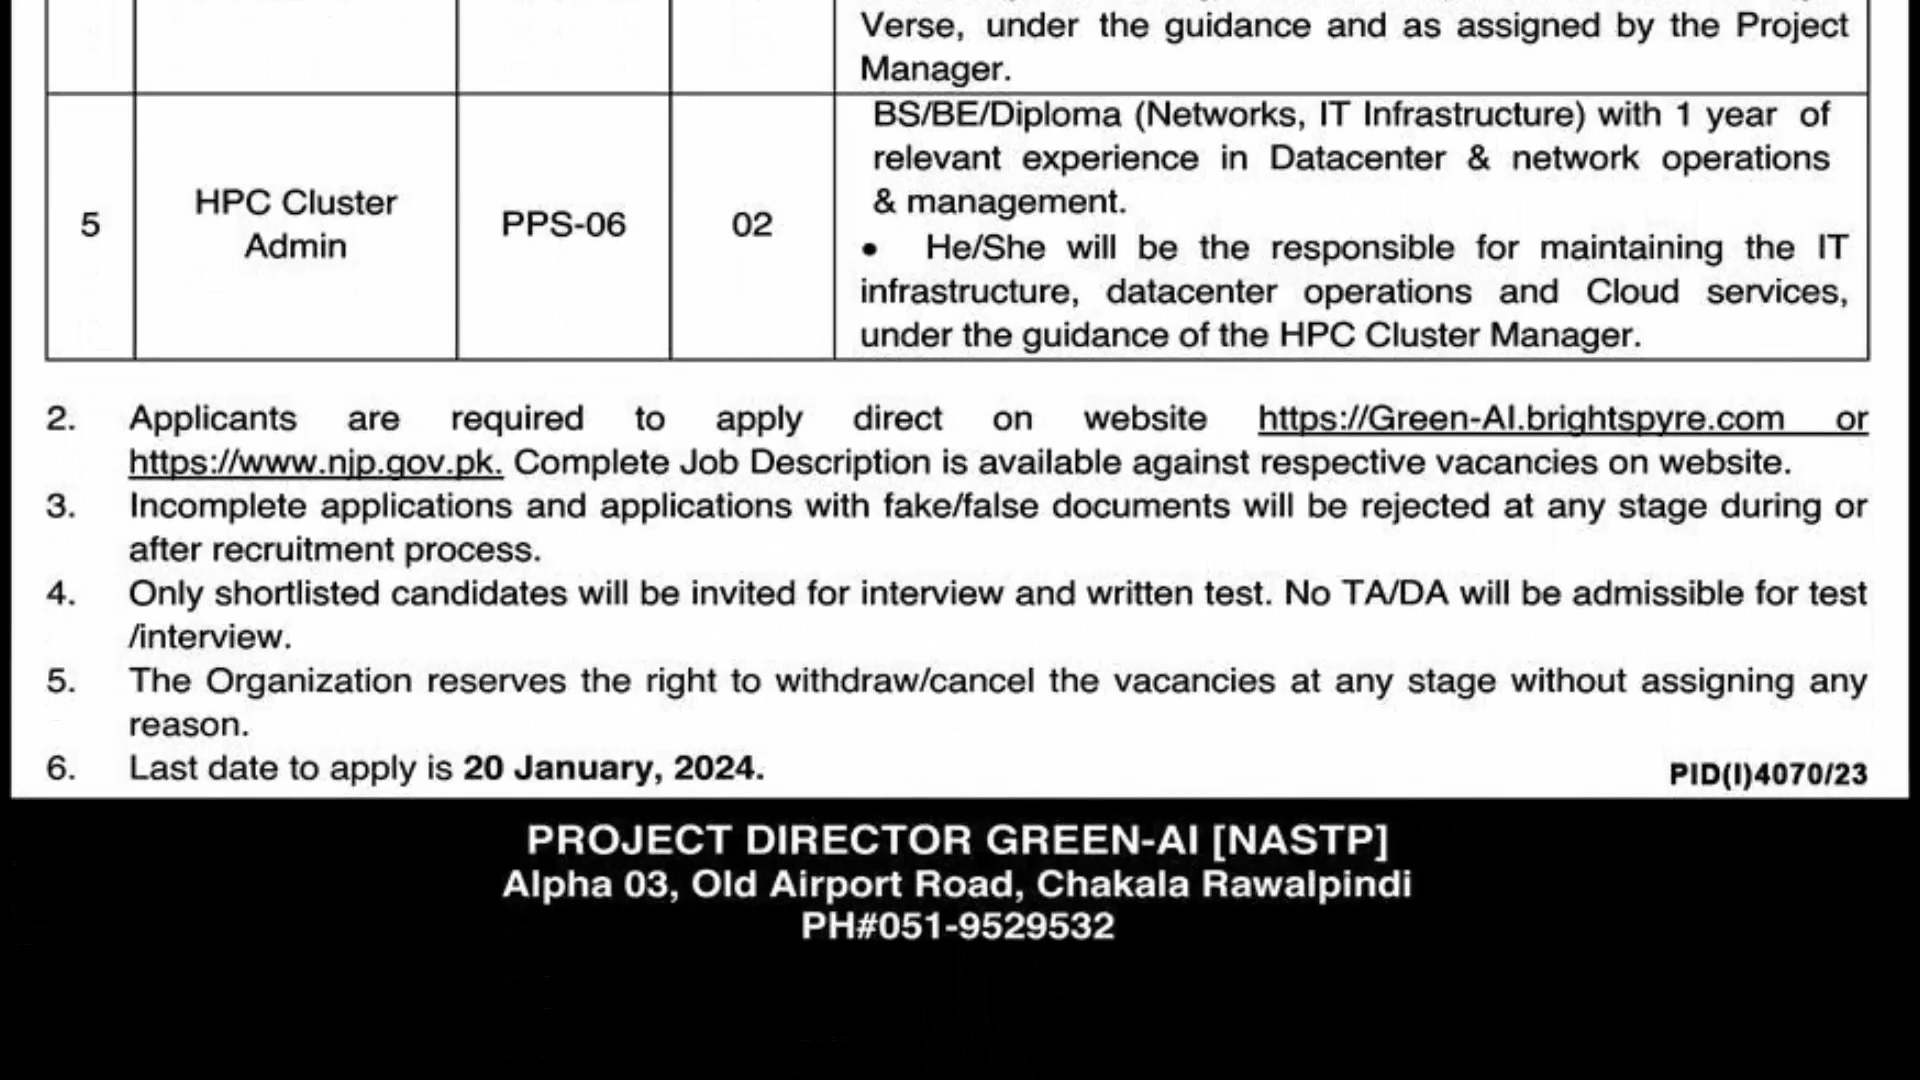 Verse, under the guidance and as assigned by the Project
Manager.
5
HPC Cluster
Admin
PPS-06
02
BS/BE/Diploma (Networks, IT Infrastructure) with 1 year of
relevant experience in Datacenter & network operations
& management.
• He/She will be the responsible for maintaining the IT
infrastructure, datacenter operations and Cloud services,
under the guidance of the HPC Cluster Manager.
2. Applicants are required to apply direct on website https://Green-AI.brightspyre.com or
https://www.njp.gov.pk. Complete Job Description is available against respective vacancies on website.
3. Incomplete applications and applications with fake/false documents will be rejected at any stage during or
after recruitment process.
4. Only shortlisted candidates will be invited for interview and written test. No TA/DA will be admissible for test
/interview.
5. The Organization reserves the right to withdraw/cancel the vacancies at any stage without assigning any
reason.
6. Last date to apply is 20 January, 2024.
PID(I)4070/23
PROJECT DIRECTOR GREEN-AI [NASTP]
Alpha 03, Old Airport Road, Chakala Rawalpindi
PH#051-9529532